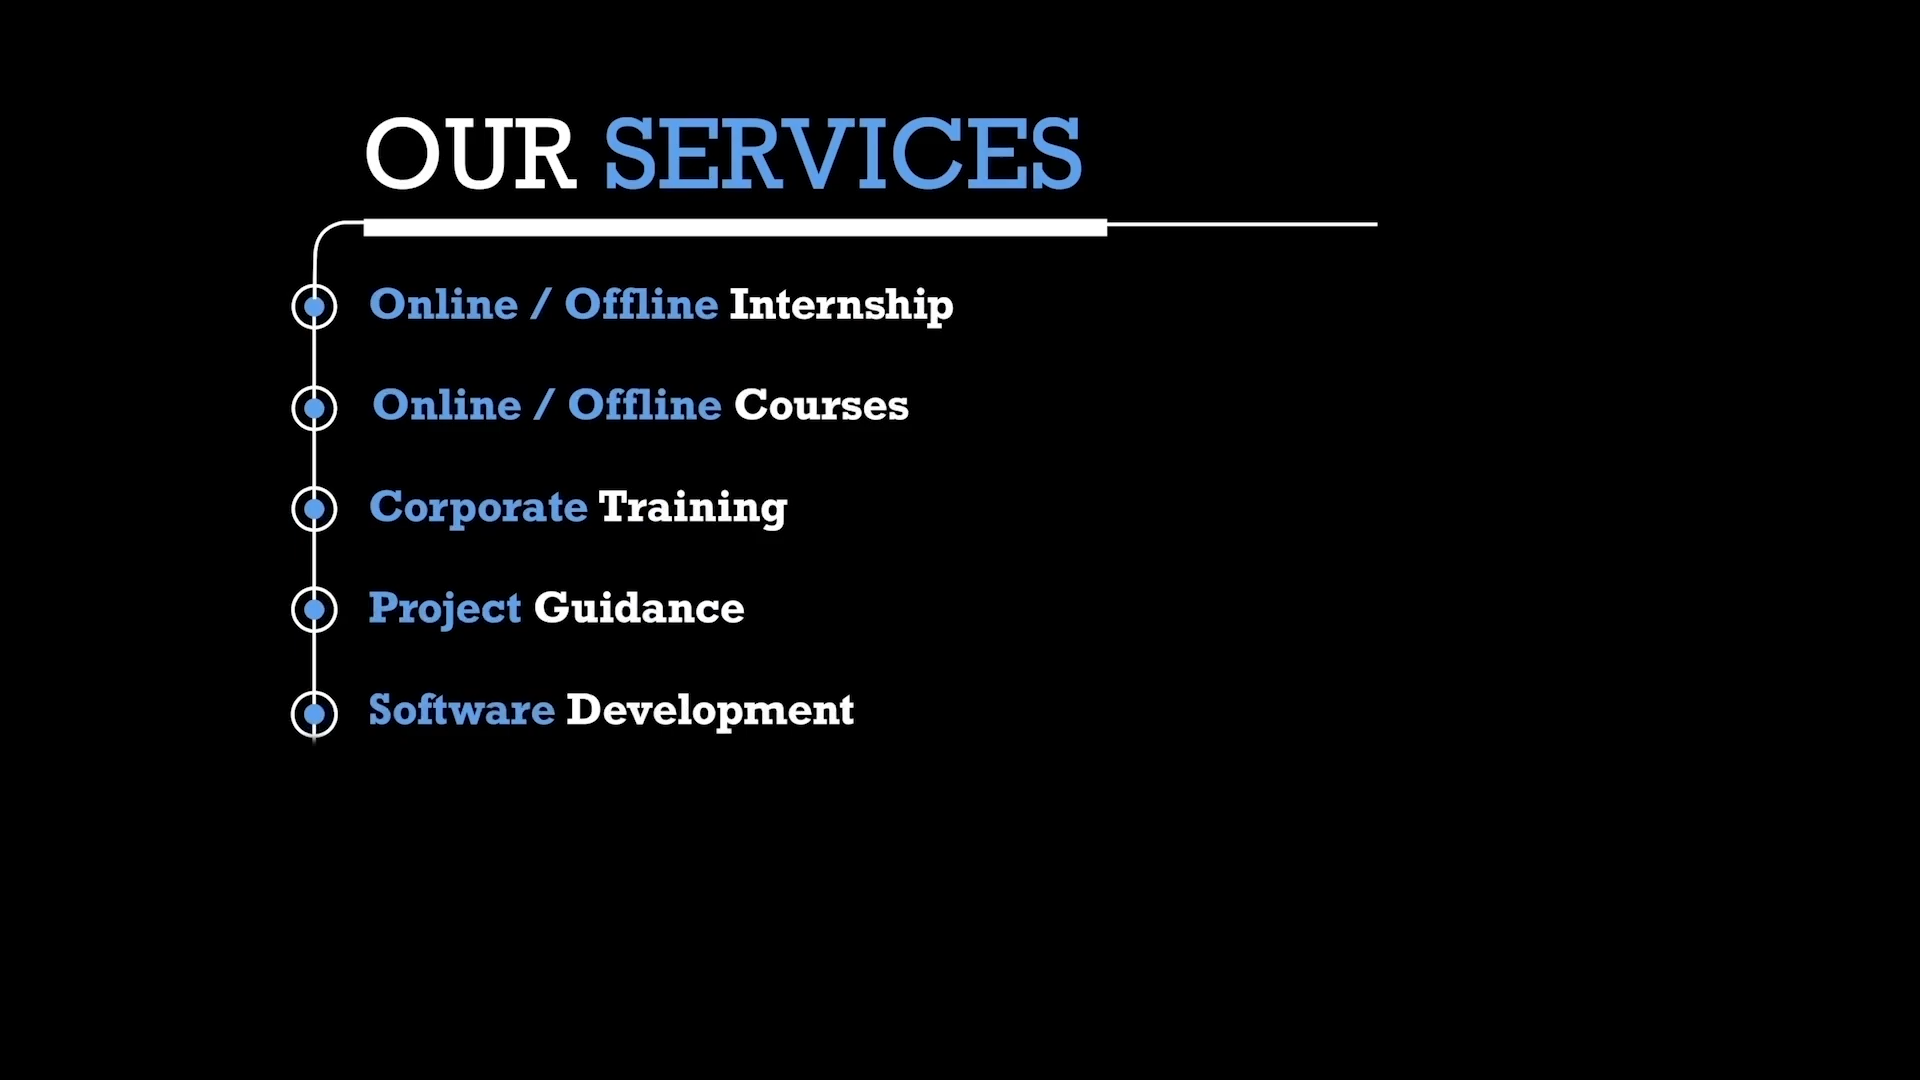 OUR SERVICES
Online / Offline Internship
Online / Offline Courses
Corporate Training
Project Guidance
Software Development